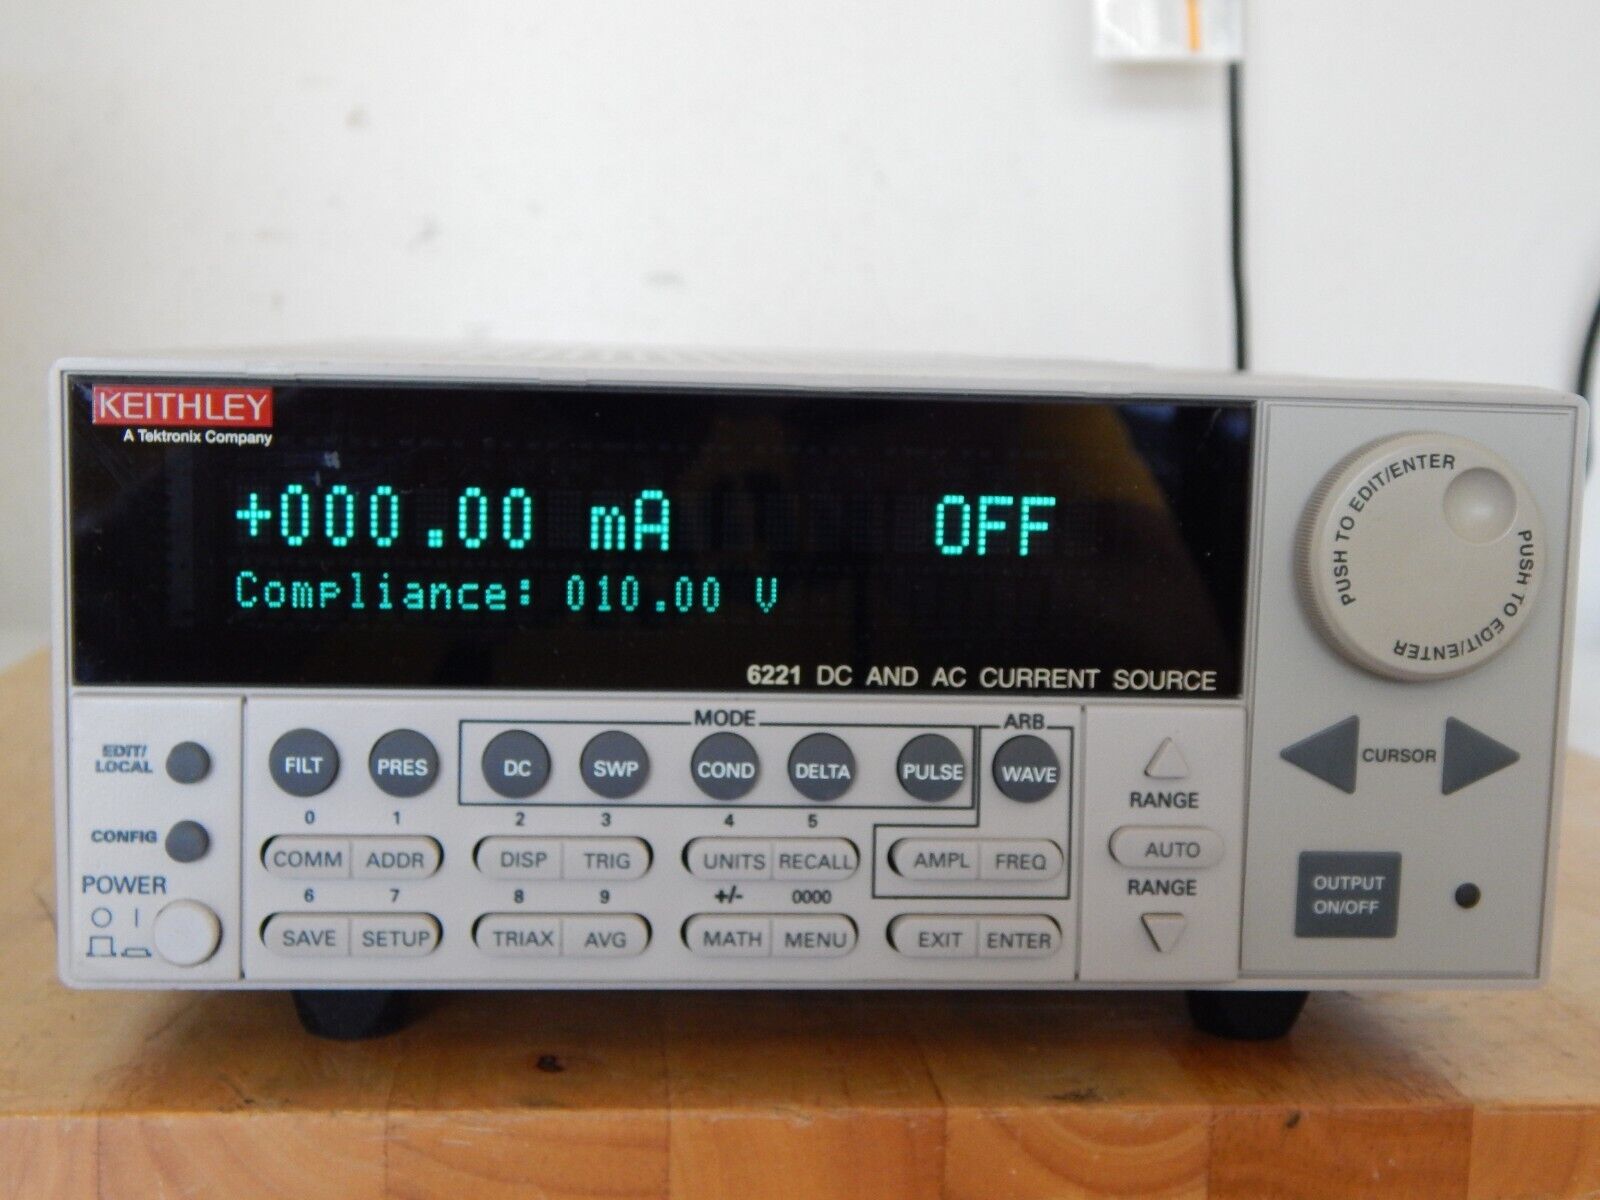 KEITHLEY
A Tektronix Company
+000.00 mA OFF
Compliance: 010.00 V
6221 DC AND AC CURRENT SOURCE
PUSH TO EDIT/ENTER
PUSH TO EDIT/ENTER
MODE ARB
EDIT/
LOCAL
FILT PRES DC SWP COND DELTA PULSE WAVE
0 1 2 3 4 5
CONFIG
COMM ADDR DISP TRIG UNITS RECALL AMPL FREQ
POWER
6 7 8 9 +/- 0000
SAVE SETUP TRIAX AVG MATH MENU EXIT ENTER
RANGE
AUTO
RANGE
CURSOR
OUTPUT
ON/OFF